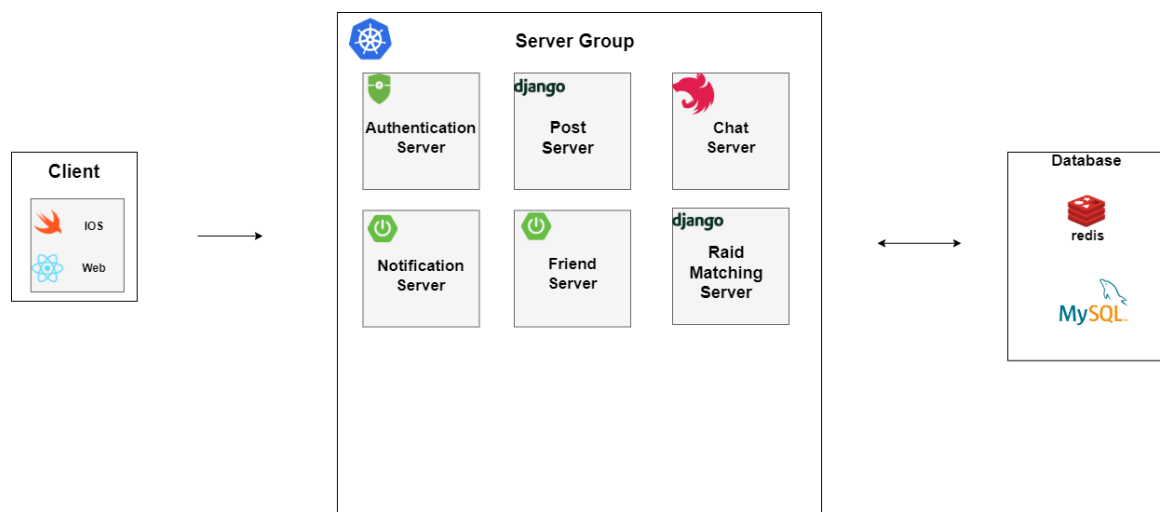 Client
IOS
Web
Server Group
Authentication
Server
django
Post
Server
Chat
Server
Notification
Server
Friend
Server
django
Raid
Matching
Server
Database
redis
MySQL